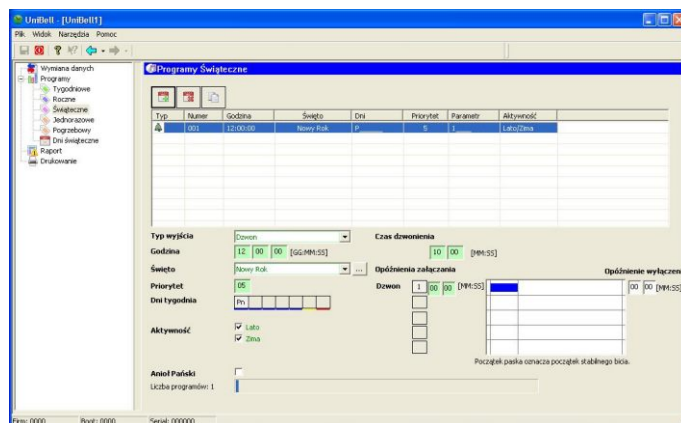 UniBell - [UniBell1]
Plik Widok Narzędzia Pomoc
Wymiana danych
Programy
Tygodniowe
Roczne
Świąteczne
Jednorazowe
Pogrzebowy
Dni świąteczne
Raport
Drukowanie
Programy Świąteczne
Typ Numer Godzina Święto Dni Priorytet Parametr Aktywność
001 12:00:00 Nowy Rok P______ 5 1____ Lato/Zima
Typ wyjścia Dzwon Czas dzwonienia
Godzina 12 00 00 [GG:MM:SS] 10 00 [MM:SS]
Święto Nowy Rok ... Opóźnienia załączania Opóźnienie wyłączen
Priorytet 05 Dzwon 1 00 00 [MM:SS] 00 00 [MM:SS]
Dni tygodnia Pn
Aktywność Lato
Zima
Początek paska oznacza początek stabilnego bicia.
Anioł Pański
Liczba programów: 1
Firm: 0000 Boot: 0000 Serial: 000000